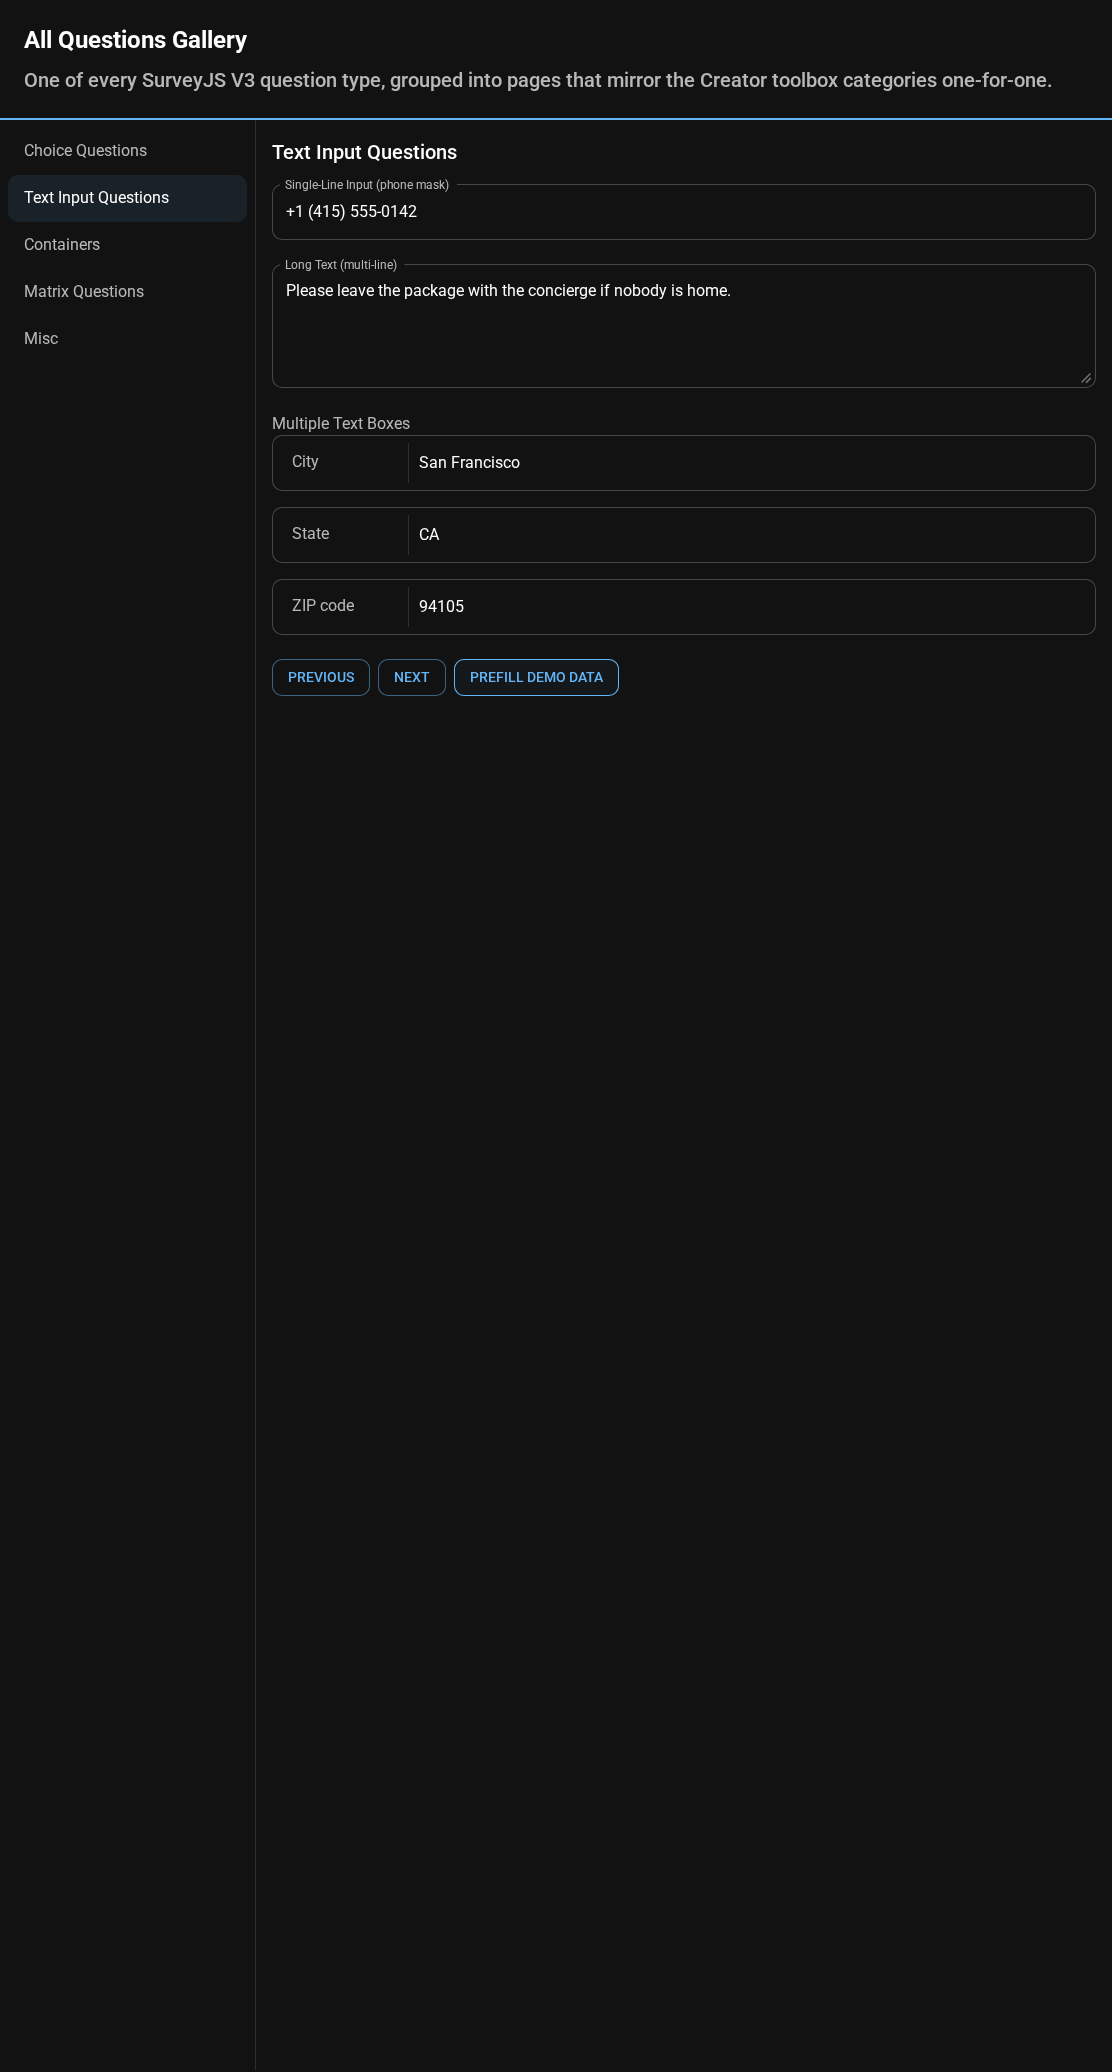 All Questions Gallery
One of every SurveyJS V3 question type, grouped into pages that mirror the Creator toolbox categories one-for-one.
Choice Questions
Text Input Questions
Containers
Matrix Questions
Misc
Text Input Questions
Single-Line Input (phone mask)
+1 (415) 555-0142
Long Text (multi-line)
Please leave the package with the concierge if nobody is home.
Multiple Text Boxes
City San Francisco
State CA
ZIP code 94105
PREVIOUS NEXT PREFILL DEMO DATA